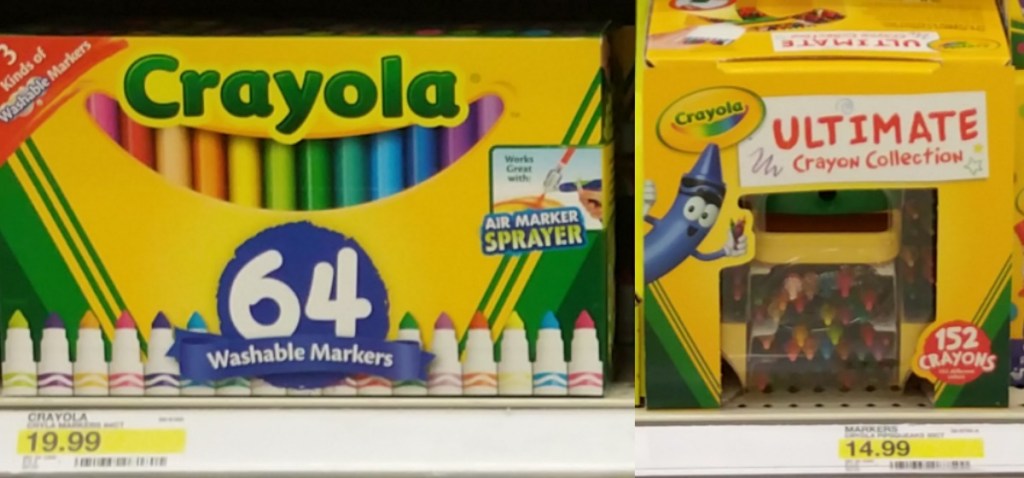 3
Kinds of
Washable Markers
Crayola
Works
Great
with:
AIR MARKER
SPRAYER
64
Washable Markers
CRAYOLA
19.99
ULTIMATE
Crayola
ULTIMATE
Crayon Collection
152
CRAYONS
MARKERS
14.99